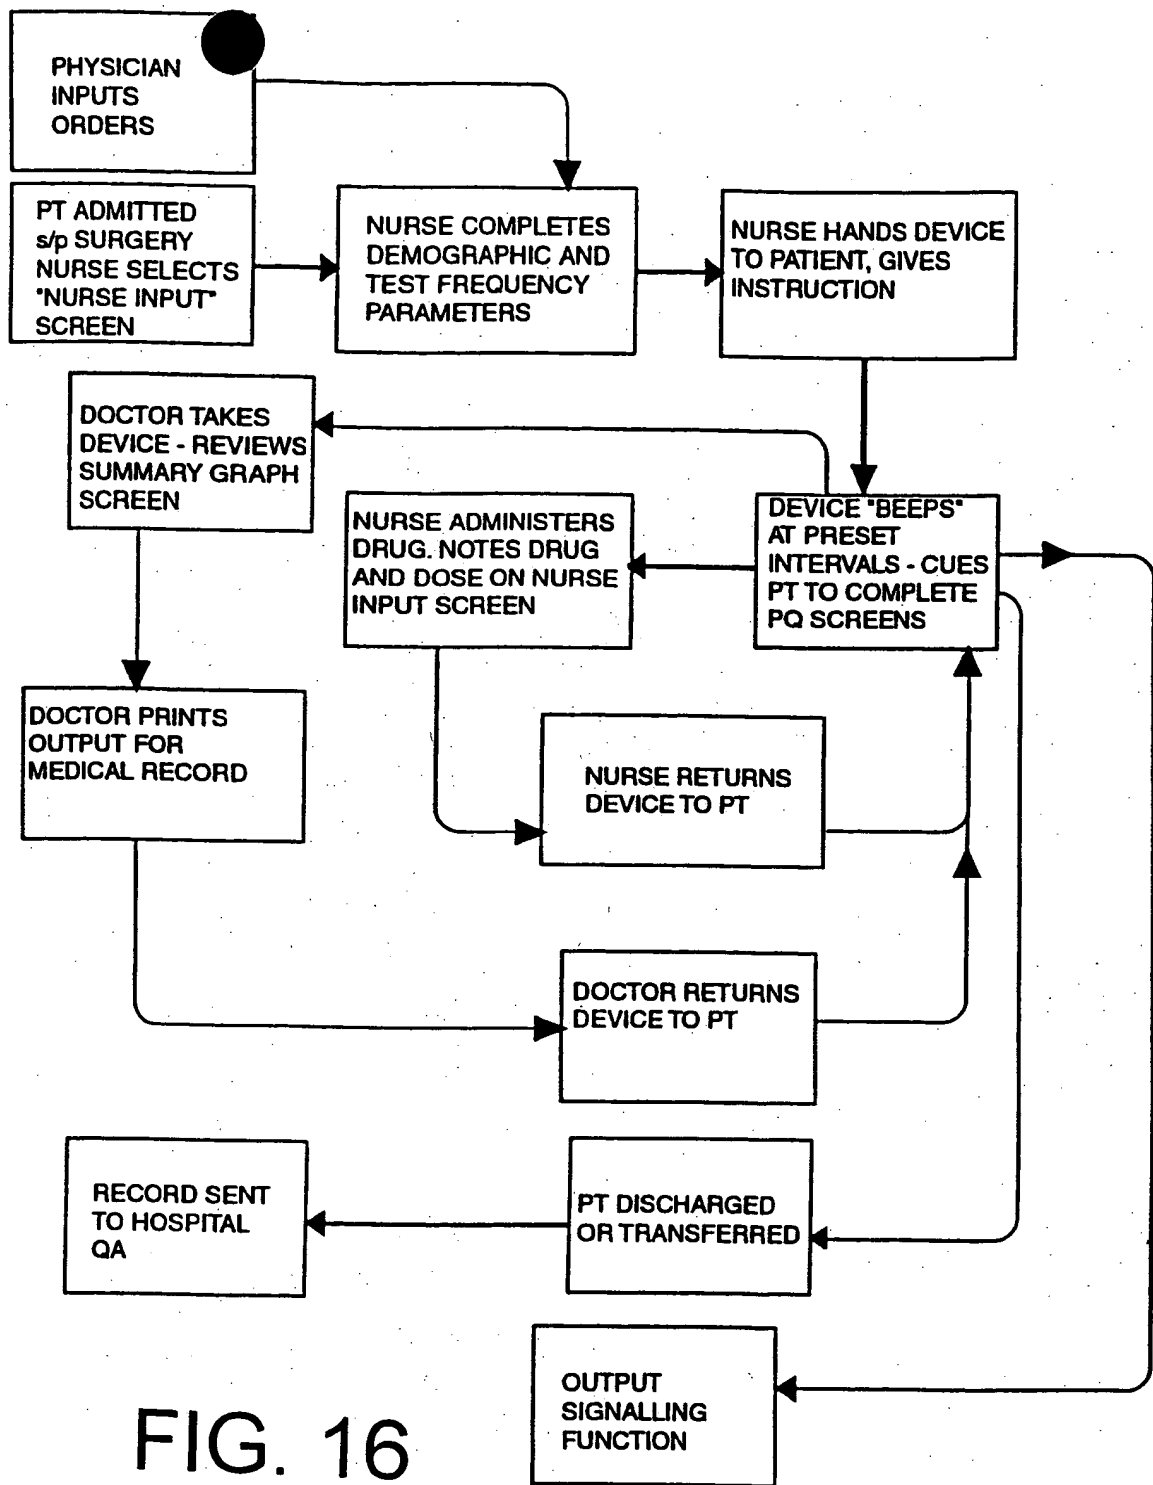 PHYSICIAN
INPUTS
ORDERS
PT ADMITTED
s/p SURGERY
NURSE SELECTS
"NURSE INPUT"
SCREEN
NURSE COMPLETES
DEMOGRAPHIC AND
TEST FREQUENCY
PARAMETERS
NURSE HANDS DEVICE
TO PATIENT, GIVES
INSTRUCTION
DOCTOR TAKES
DEVICE - REVIEWS
SUMMARY GRAPH
SCREEN
NURSE ADMINISTERS
DRUG. NOTES DRUG
AND DOSE ON NURSE
INPUT SCREEN
DEVICE "BEEPS"
AT PRESET
INTERVALS - CUES
PT TO COMPLETE
PQ SCREENS
DOCTOR PRINTS
OUTPUT FOR
MEDICAL RECORD
NURSE RETURNS
DEVICE TO PT
DOCTOR RETURNS
DEVICE TO PT
RECORD SENT
TO HOSPITAL
QA
PT DISCHARGED
OR TRANSFERRED
OUTPUT
SIGNALLING
FUNCTION
FIG. 16